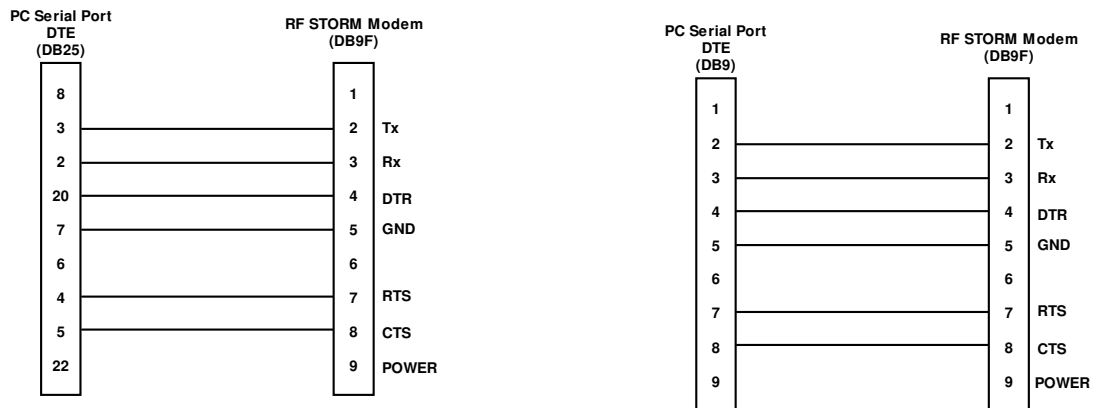 PC Serial Port
DTE
(DB25)
RF STORM Modem
(DB9F)
8 1
3 2 Tx
2 3 Rx
20 4 DTR
7 5 GND
6 6
4 7 RTS
5 8 CTS
22 9 POWER
PC Serial Port
DTE
(DB9)
RF STORM Modem
(DB9F)
1 1
2 2 Tx
3 3 Rx
4 4 DTR
5 5 GND
6 6
7 7 RTS
8 8 CTS
9 9 POWER